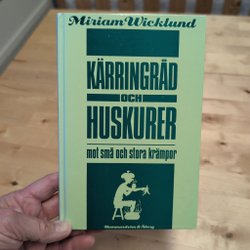 Miriam Wicklund
KÄRRINGRÅD
OCH
HUSKURER
mot små och stora krämpor